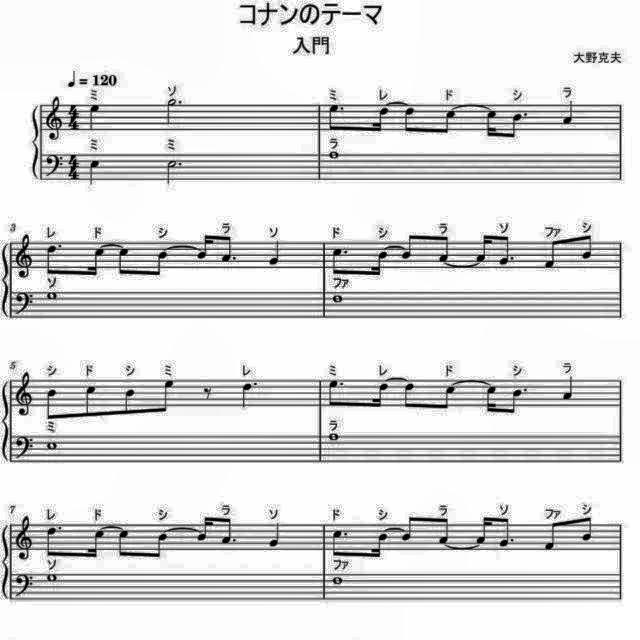 コナンのテーマ
入門
大野克夫
♩= 120
ミ ソ ミ レ ド シ ラ
ミ ミ ラ
3
レ ド シ ラ ソ ド シ ラ ソ ファ シ
ソ ファ
5
シ ド シ ミ レ ミ レ ド シ ラ
ミ ラ
7
レ ド シ ラ ソ ド シ ラ ソ ファ シ
ソ ファ